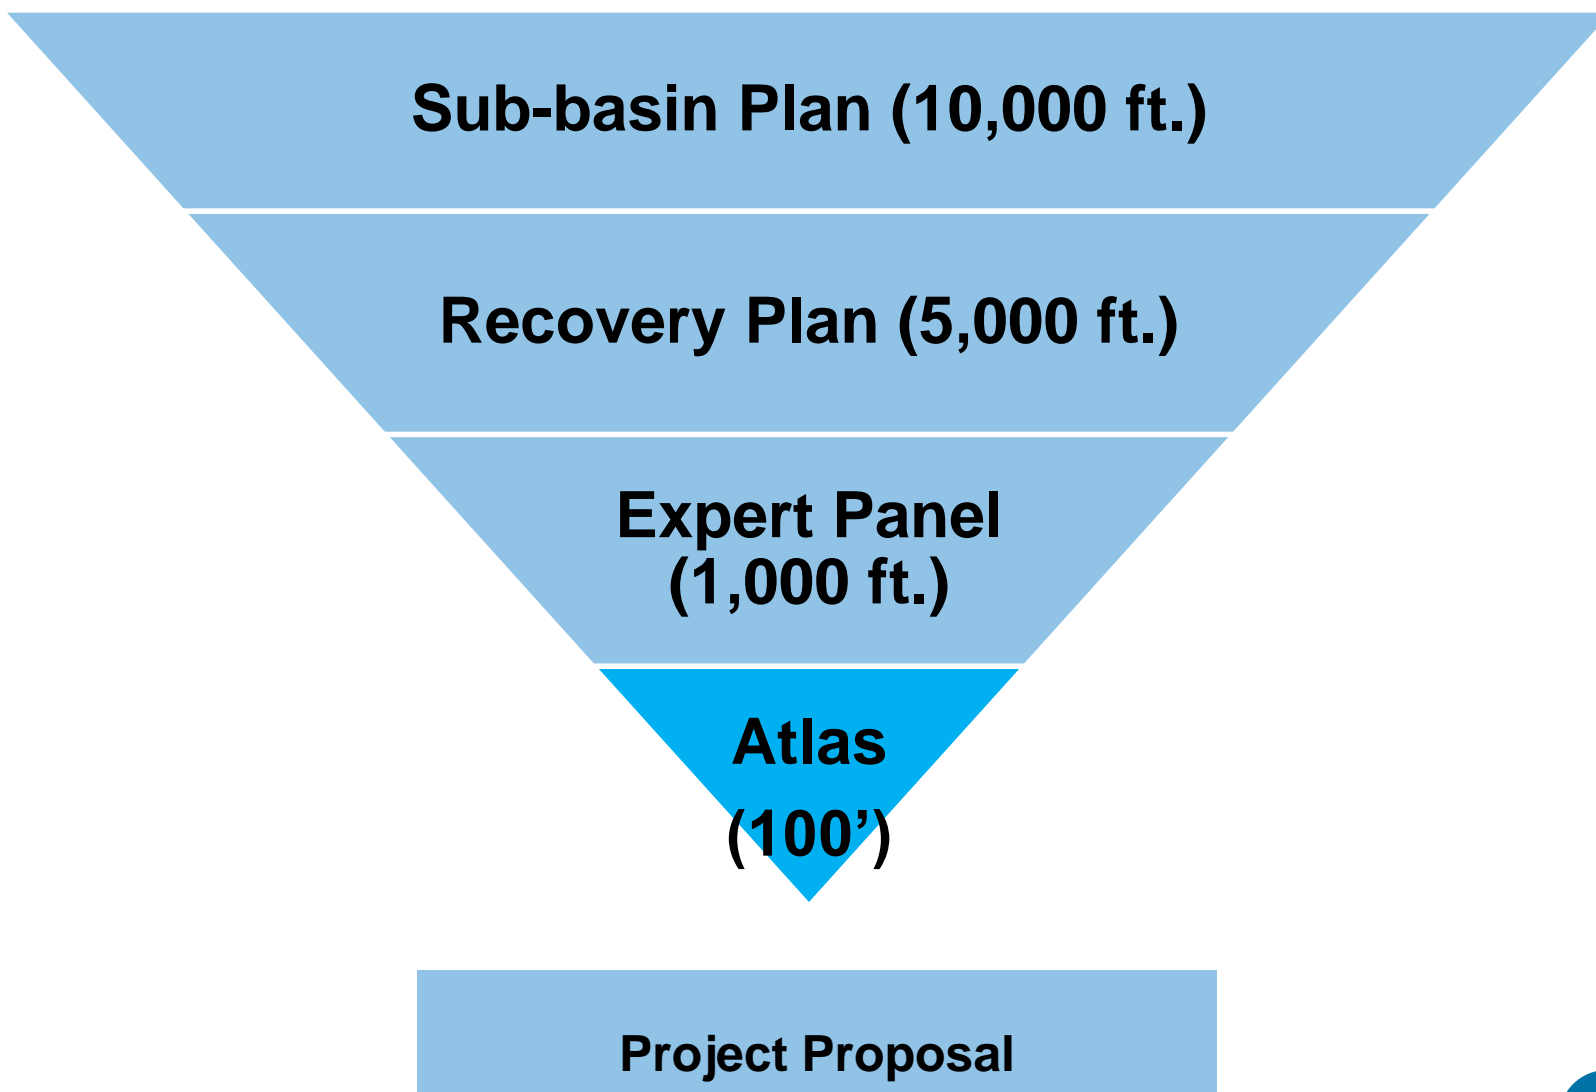 Sub-basin Plan (10,000 ft.)
Recovery Plan (5,000 ft.)
Expert Panel
(1,000 ft.)
Atlas
(100’)
Project Proposal